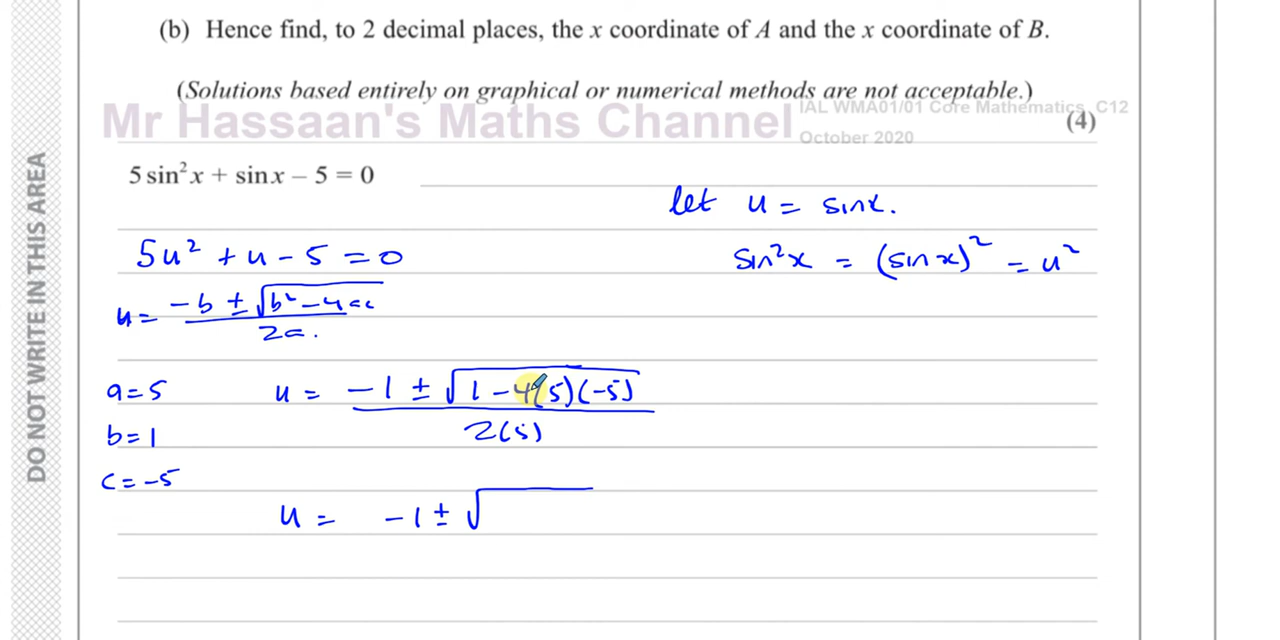 (b) Hence find, to 2 decimal places, the x coordinate of A and the x coordinate of B.
(Solutions based entirely on graphical or numerical methods are not acceptable.)
Mr Hassaan's Maths Channel
IAL WMA01/01 Core Mathematics C12
October 2020
(4)
DO NOT WRITE IN THIS AREA
5 sin²x + sinx – 5 = 0
let u = sinx.
5u² + u - 5 = 0
sin²x = (sin x)² = u²
u = -b ± √b² - 4ac / 2a.
a = 5
u = -1 ± √1 - 4(5)(-5) / 2(5)
b = 1
c = -5
u = -1 ± √